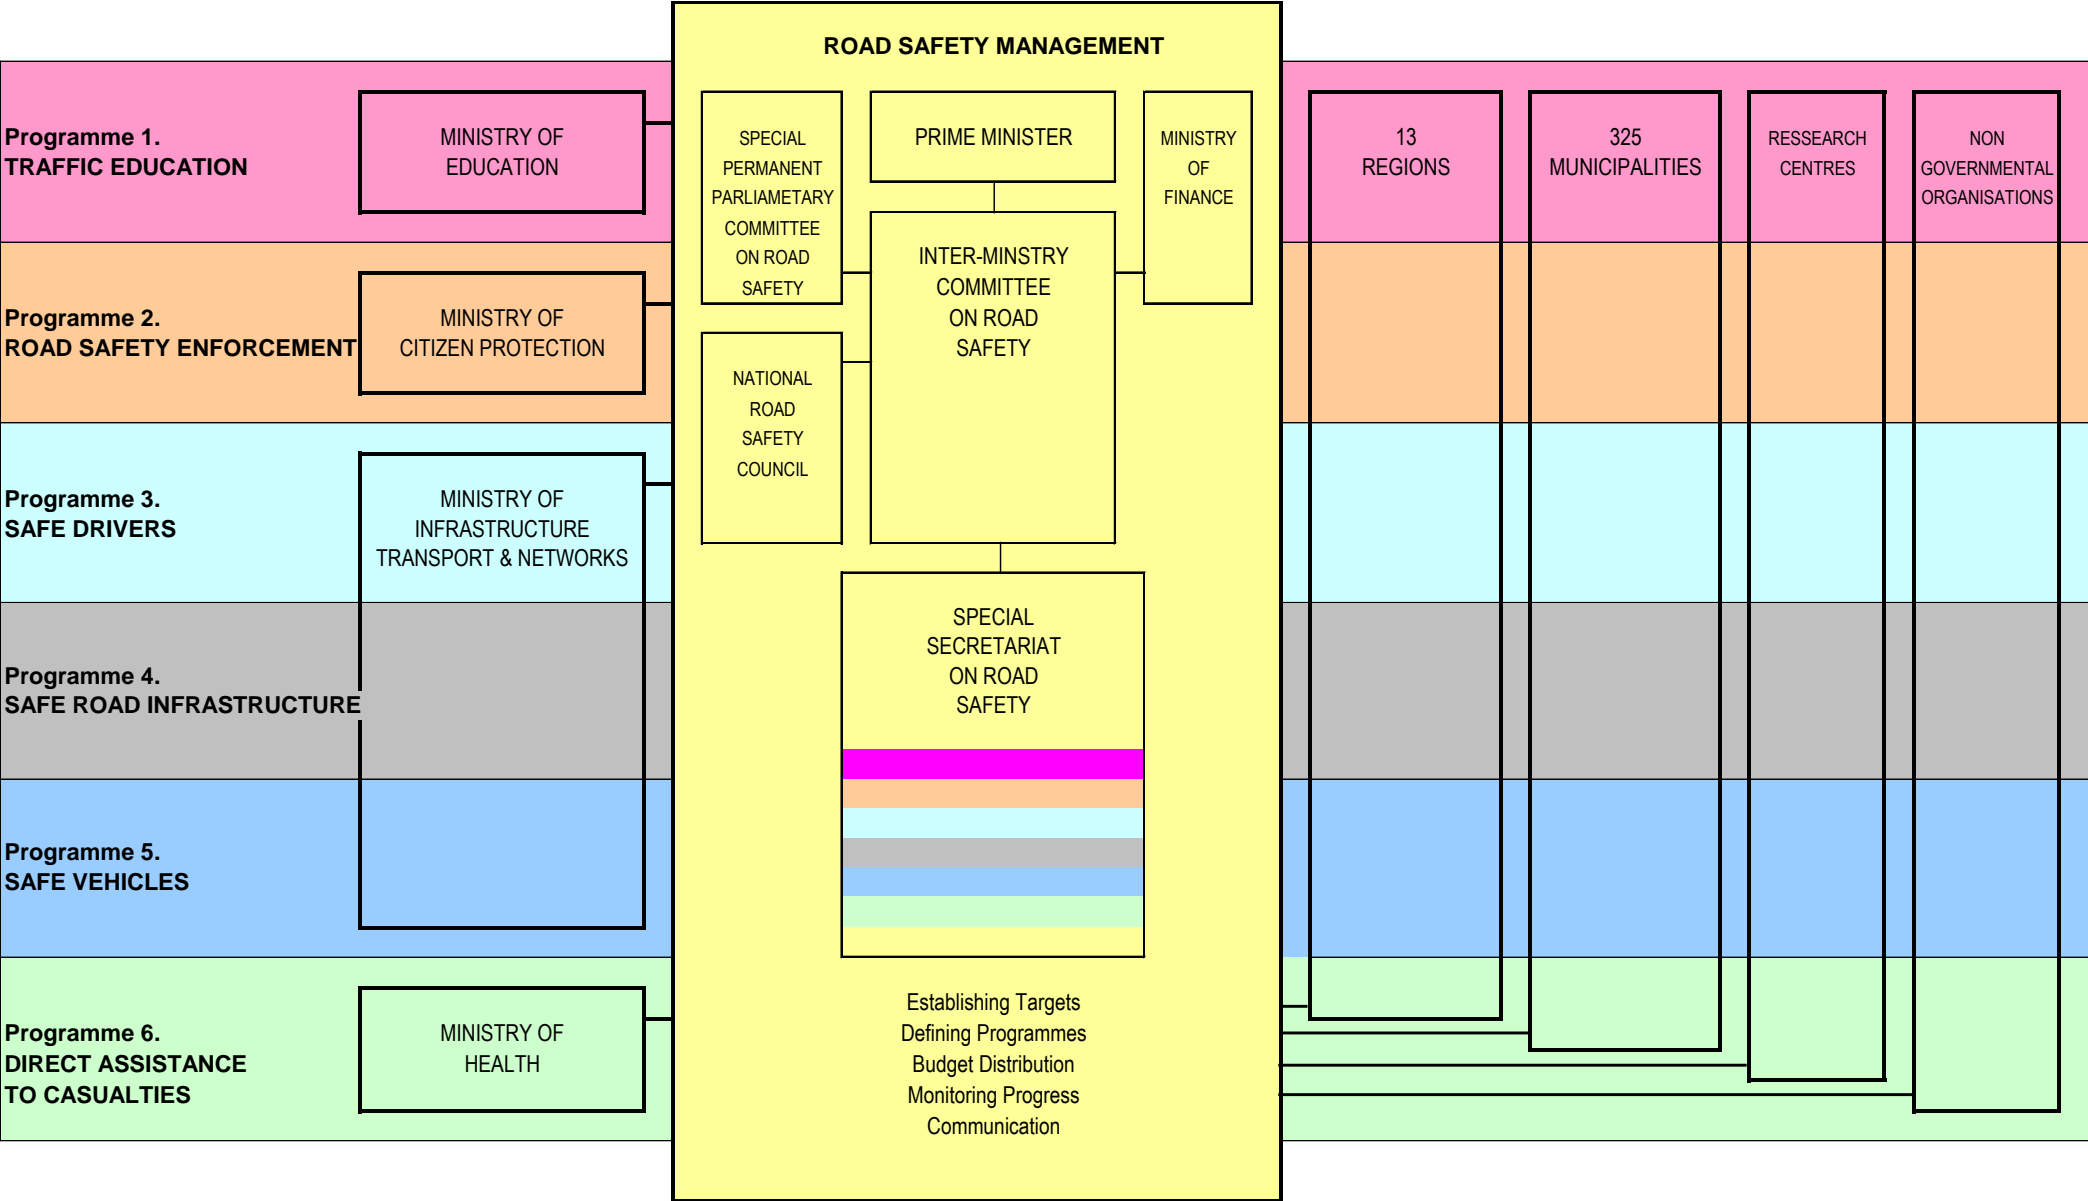 ROAD SAFETY MANAGEMENT
Programme 1.
TRAFFIC EDUCATION
MINISTRY OF
EDUCATION
SPECIAL
PERMANENT
PARLIAMETARY
COMMITTEE
ON ROAD
SAFETY
PRIME MINISTER
MINISTRY
OF
FINANCE
13
REGIONS
325
MUNICIPALITIES
RESSEARCH
CENTRES
NON
GOVERNMENTAL
ORGANISATIONS
INTER-MINSTRY
COMMITTEE
ON ROAD
SAFETY
Programme 2.
ROAD SAFETY ENFORCEMENT
MINISTRY OF
CITIZEN PROTECTION
NATIONAL
ROAD
SAFETY
COUNCIL
Programme 3.
SAFE DRIVERS
MINISTRY OF
INFRASTRUCTURE
TRANSPORT & NETWORKS
SPECIAL
SECRETARIAT
ON ROAD
SAFETY
Programme 4.
SAFE ROAD INFRASTRUCTURE
Programme 5.
SAFE VEHICLES
Programme 6.
DIRECT ASSISTANCE
TO CASUALTIES
MINISTRY OF
HEALTH
Establishing Targets
Defining Programmes
Budget Distribution
Monitoring Progress
Communication